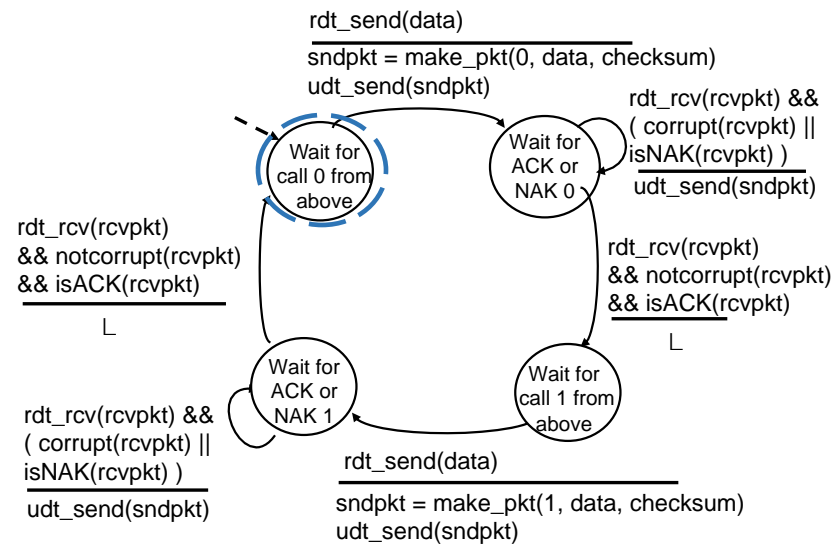 rdt_send(data)
sndpkt = make_pkt(0, data, checksum)
udt_send(sndpkt)
Wait for
call 0 from
above
Wait for
ACK or
NAK 0
rdt_rcv(rcvpkt) &&
( corrupt(rcvpkt) ||
isNAK(rcvpkt) )
udt_send(sndpkt)
rdt_rcv(rcvpkt)
&& notcorrupt(rcvpkt)
&& isACK(rcvpkt)
L
rdt_rcv(rcvpkt)
&& notcorrupt(rcvpkt)
&& isACK(rcvpkt)
L
Wait for
ACK or
NAK 1
Wait for
call 1 from
above
rdt_rcv(rcvpkt) &&
( corrupt(rcvpkt) ||
isNAK(rcvpkt) )
udt_send(sndpkt)
rdt_send(data)
sndpkt = make_pkt(1, data, checksum)
udt_send(sndpkt)